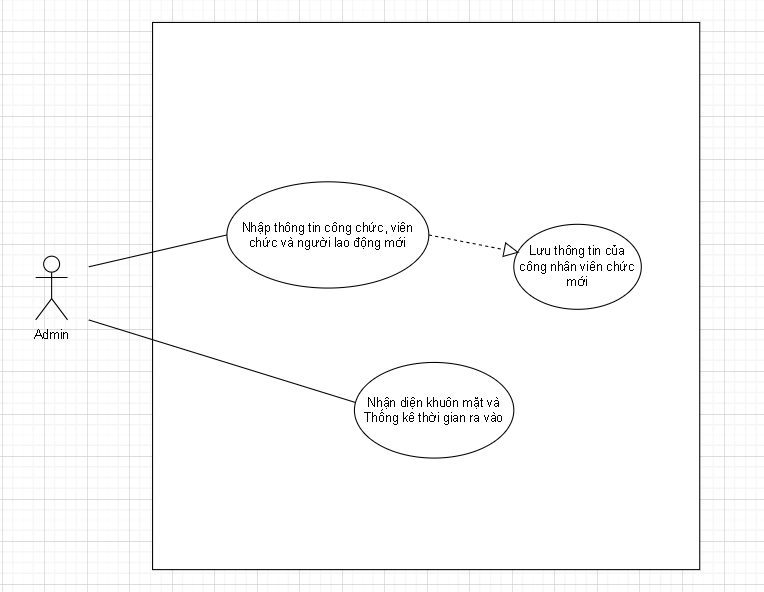 Nhập thông tin công chức, viên
chức và người lao động mới
Lưu thông tin của
công nhân viên chức
mới
Admin
Nhận diện khuôn mặt và
Thống kê thời gian ra vào